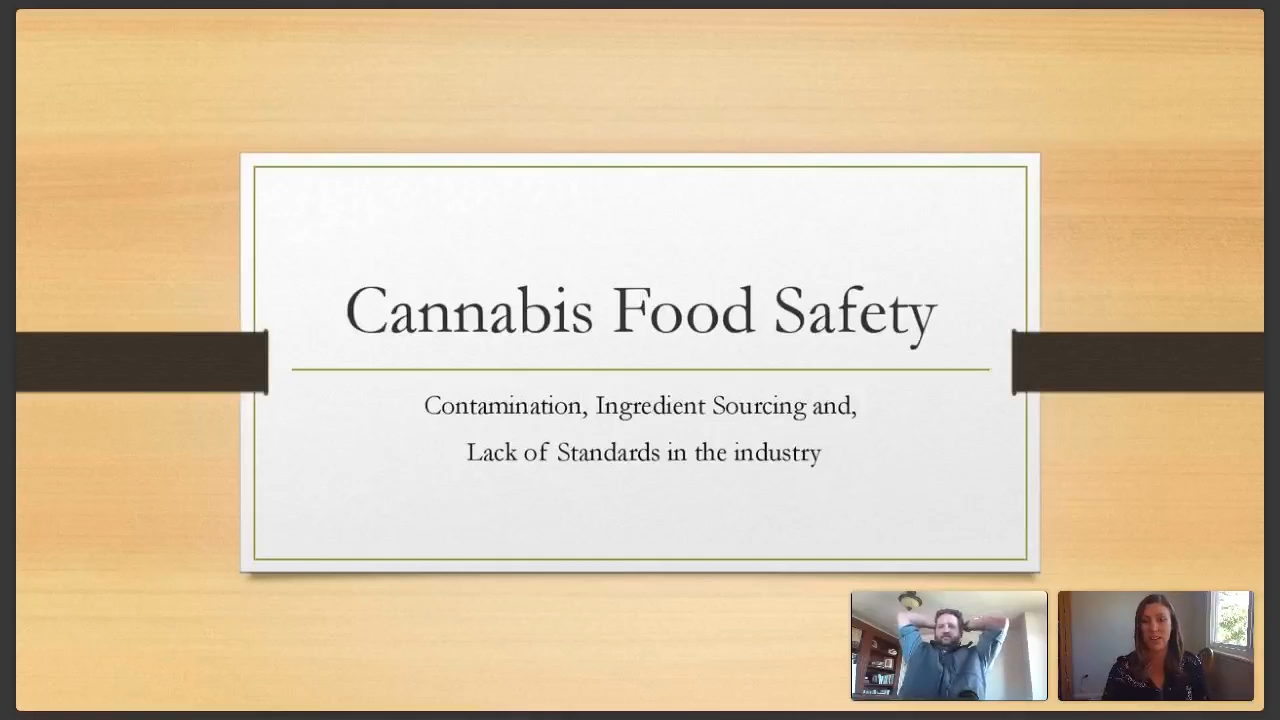 Cannabis Food Safety
Contamination, Ingredient Sourcing and,
Lack of Standards in the industry